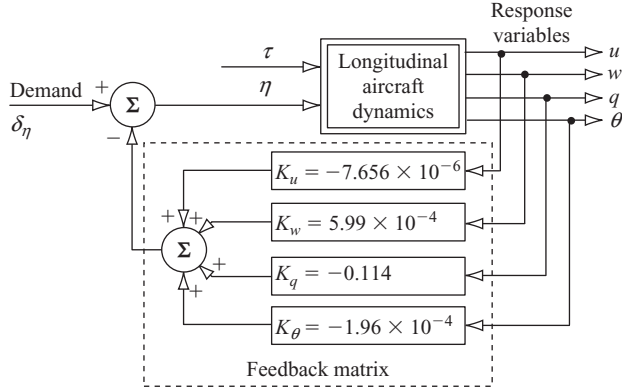 Response
variables
τ
Longitudinal
aircraft
dynamics
u
w
q
θ
Demand
δη
+
Σ
η
−
K_u = −7.656 × 10⁻⁶
K_w = 5.99 × 10⁻⁴
K_q = −0.114
K_θ = −1.96 × 10⁻⁴
+
+
Σ
+
+
Feedback matrix